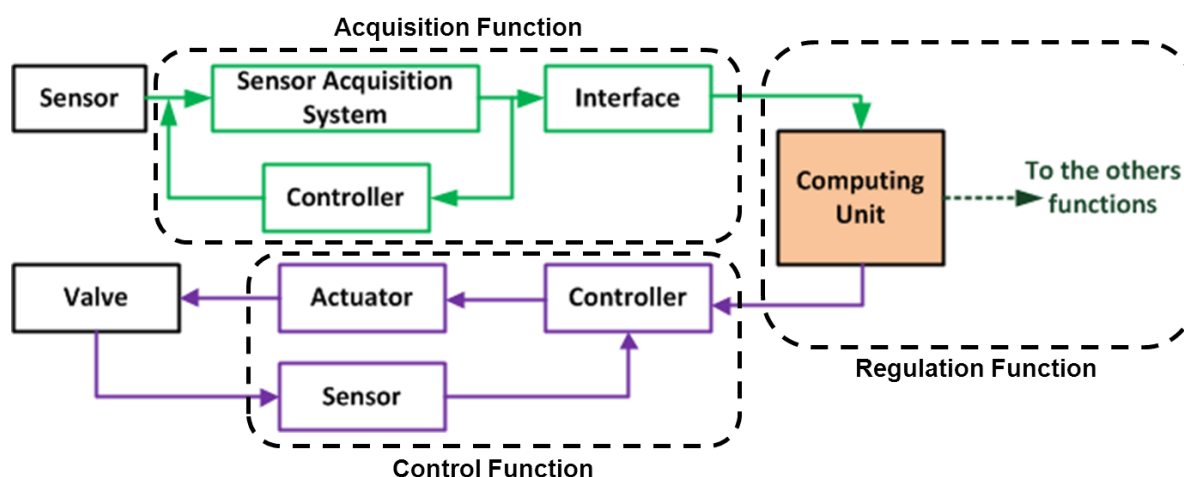 Acquisition Function
Sensor
Sensor Acquisition
System
Interface
Controller
Computing
Unit
To the others
functions
Valve
Actuator
Controller
Sensor
Regulation Function
Control Function